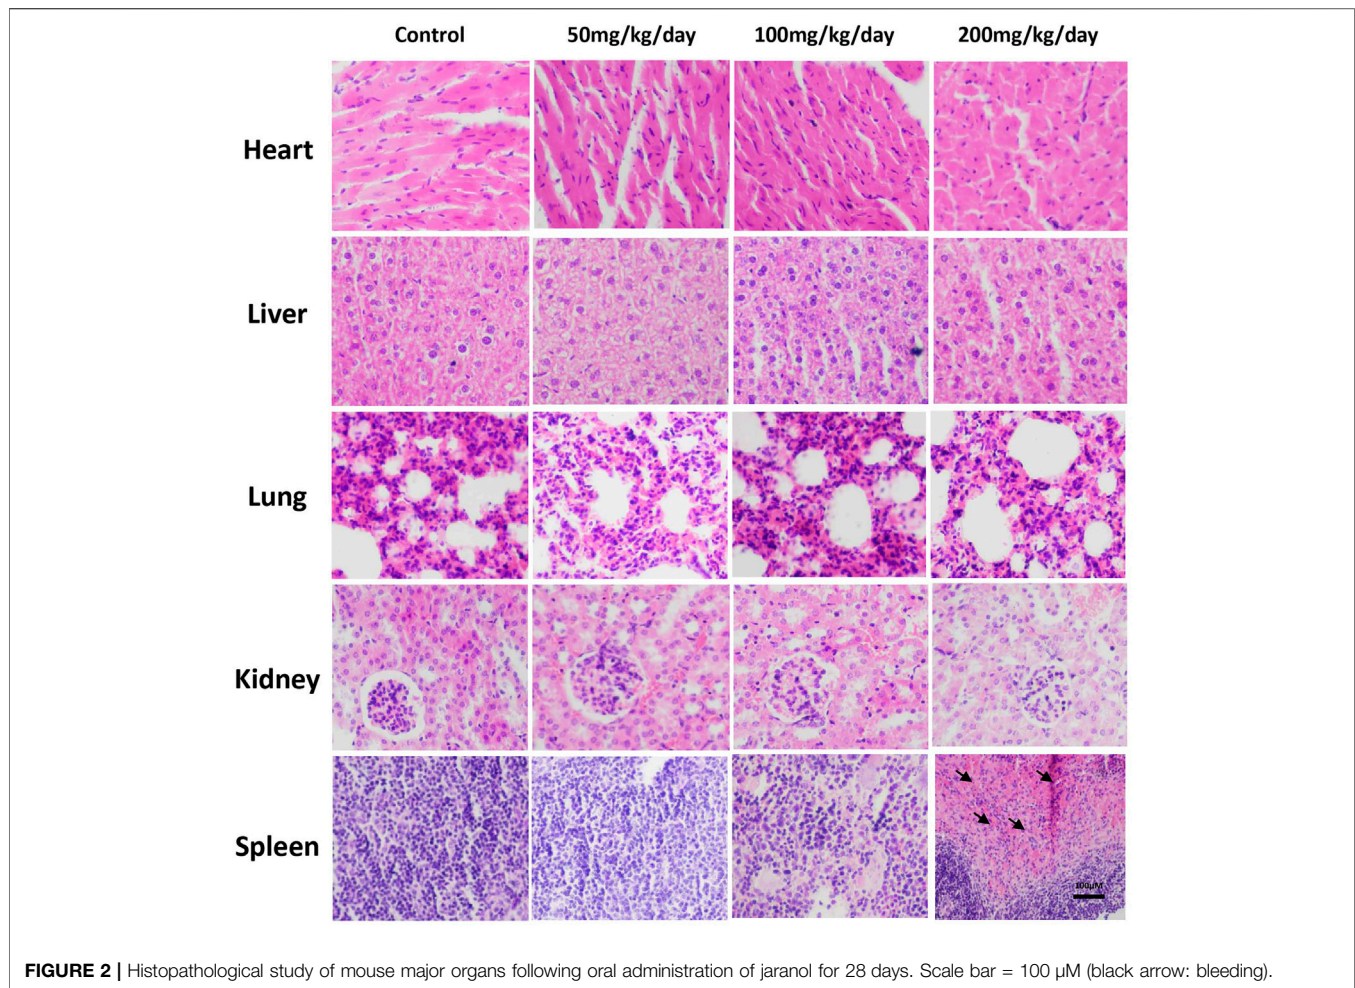 Control 50mg/kg/day 100mg/kg/day 200mg/kg/day
Heart
Liver
Lung
Kidney
Spleen
100μM
FIGURE 2 | Histopathological study of mouse major organs following oral administration of jaranol for 28 days. Scale bar = 100 μM (black arrow: bleeding).